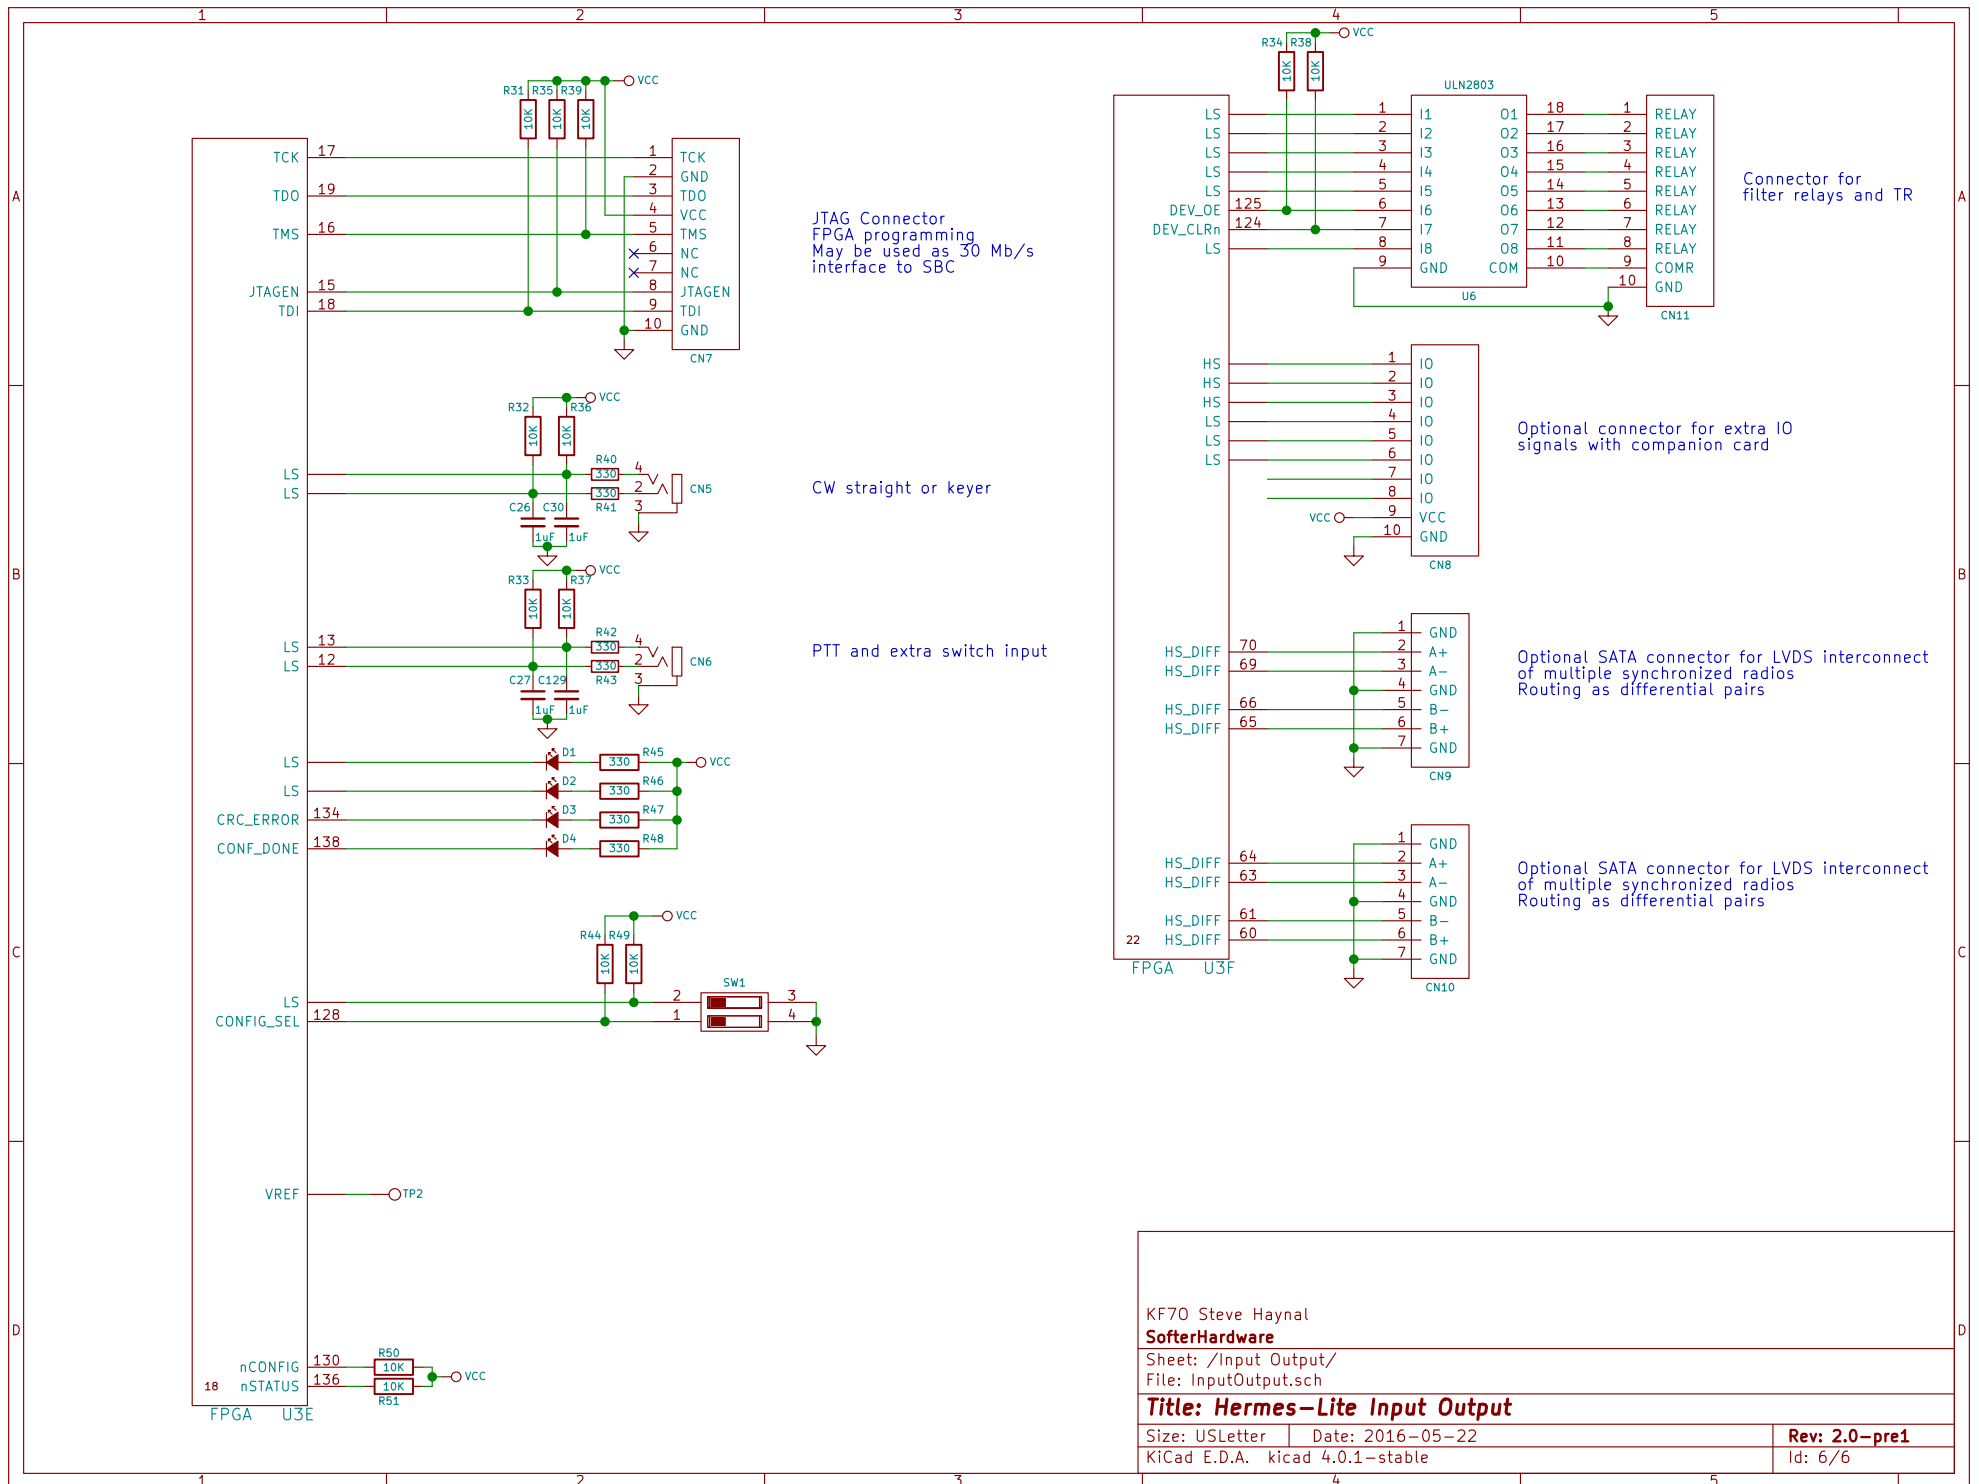 1 2 3 4 5
A
B
C
D
A
B
C
D
1 2 3 4 5
R31 R35 R39 VCC
10K 10K 10K
TCK 17 1 TCK
2 GND
TDO 19 3 TDO
4 VCC
TMS 16 5 TMS
6 NC
7 NC
JTAGEN 15 8 JTAGEN
TDI 18 9 TDI
10 GND
CN7
JTAG Connector
FPGA programming
May be used as 30 Mb/s
interface to SBC
VCC
R32 R36
10K 10K
LS R40 330 4
LS 330 2 CN5
R41 3
C26 C30
1uF 1uF
CW straight or keyer
VCC
R33 R37
10K 10K
LS 13 R42 330 4
LS 12 330 2 CN6
R43 3
C27 C129
1uF 1uF
PTT and extra switch input
LS D1 330 R45 VCC
LS D2 330 R46
CRC_ERROR 134 D3 330 R47
CONF_DONE 138 D4 330 R48
VCC
R44 R49
10K 10K
SW1
LS 2 3
CONFIG_SEL 128 1 4
VREF TP2
R50
nCONFIG 130 10K VCC
18 nSTATUS 136 10K
R51
FPGA U3E
R34 R38 VCC
10K 10K
ULN2803
LS 1 I1 O1 18 1 RELAY
LS 2 I2 O2 17 2 RELAY
LS 3 I3 O3 16 3 RELAY
LS 4 I4 O4 15 4 RELAY
LS 5 I5 O5 14 5 RELAY
DEV_OE 125 6 I6 O6 13 6 RELAY
DEV_CLRn 124 7 I7 O7 12 7 RELAY
LS 8 I8 O8 11 8 RELAY
9 GND COM 10 9 COMR
10 GND
U6
CN11
Connector for
filter relays and TR
HS 1 IO
HS 2 IO
HS 3 IO
LS 4 IO
LS 5 IO
LS 6 IO
7 IO
8 IO
VCC 9 VCC
10 GND
CN8
Optional connector for extra IO
signals with companion card
1 GND
HS_DIFF 70 2 A+
HS_DIFF 69 3 A-
4 GND
HS_DIFF 66 5 B-
HS_DIFF 65 6 B+
7 GND
CN9
Optional SATA connector for LVDS interconnect
of multiple synchronized radios
Routing as differential pairs
1 GND
HS_DIFF 64 2 A+
HS_DIFF 63 3 A-
4 GND
HS_DIFF 61 5 B-
22 HS_DIFF 60 6 B+
7 GND
CN10
FPGA U3F
Optional SATA connector for LVDS interconnect
of multiple synchronized radios
Routing as differential pairs
KF7O Steve Haynal
SofterHardware
Sheet: /Input Output/
File: InputOutput.sch
Title: Hermes-Lite Input Output
Size: USLetter Date: 2016-05-22 Rev: 2.0-pre1
KiCad E.D.A. kicad 4.0.1-stable Id: 6/6